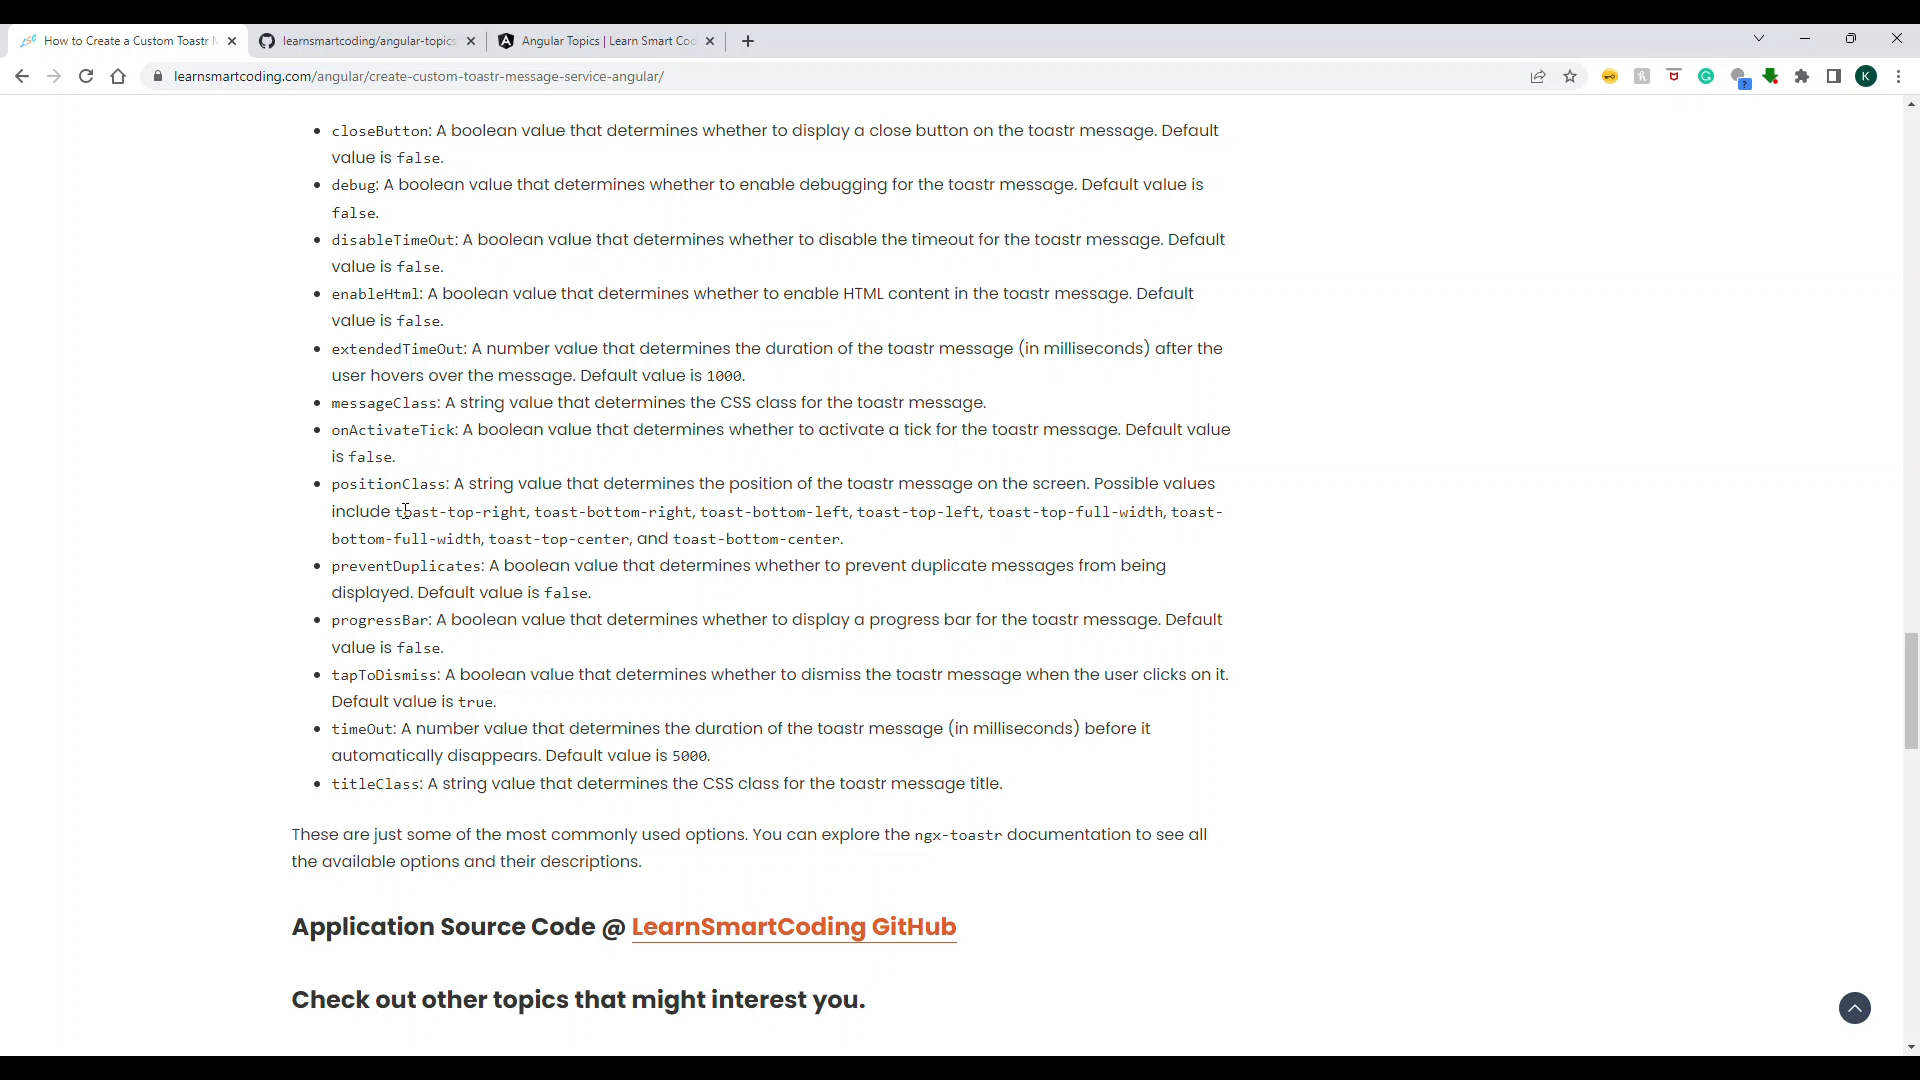 How to Create a Custom Toastr
learnsmartcoding/angular-topics
Angular Topics | Learn Smart Co
learnsmartcoding.com/angular/create-custom-toastr-message-service-angular/
K
• closeButton: A boolean value that determines whether to display a close button on the toastr message. Default
value is false.
• debug: A boolean value that determines whether to enable debugging for the toastr message. Default value is
false.
• disableTimeOut: A boolean value that determines whether to disable the timeout for the toastr message. Default
value is false.
• enableHtml: A boolean value that determines whether to enable HTML content in the toastr message. Default
value is false.
• extendedTimeOut: A number value that determines the duration of the toastr message (in milliseconds) after the
user hovers over the message. Default value is 1000.
• messageClass: A string value that determines the CSS class for the toastr message.
• onActivateTick: A boolean value that determines whether to activate a tick for the toastr message. Default value
is false.
• positionClass: A string value that determines the position of the toastr message on the screen. Possible values
include toast-top-right, toast-bottom-right, toast-bottom-left, toast-top-left, toast-top-full-width, toast-
bottom-full-width, toast-top-center, and toast-bottom-center.
• preventDuplicates: A boolean value that determines whether to prevent duplicate messages from being
displayed. Default value is false.
• progressBar: A boolean value that determines whether to display a progress bar for the toastr message. Default
value is false.
• tapToDismiss: A boolean value that determines whether to dismiss the toastr message when the user clicks on it.
Default value is true.
• timeOut: A number value that determines the duration of the toastr message (in milliseconds) before it
automatically disappears. Default value is 5000.
• titleClass: A string value that determines the CSS class for the toastr message title.
These are just some of the most commonly used options. You can explore the ngx-toastr documentation to see all
the available options and their descriptions.
Application Source Code @ LearnSmartCoding GitHub
Check out other topics that might interest you.